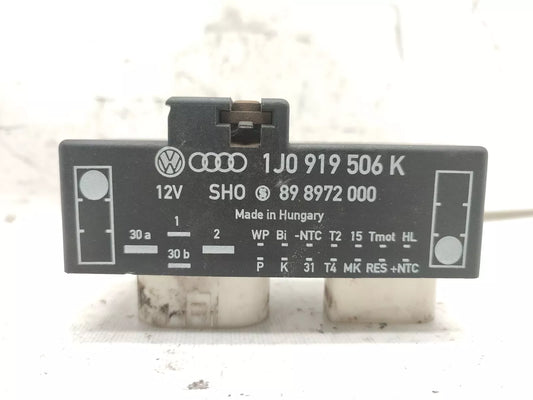 1J0 919 506 K
12V SHO 89 8972 000
Made in Hungary
30 a 1 2 WP Bi -NTC T2 15 Tmot HL
30 b P K 31 T4 MK RES +NTC